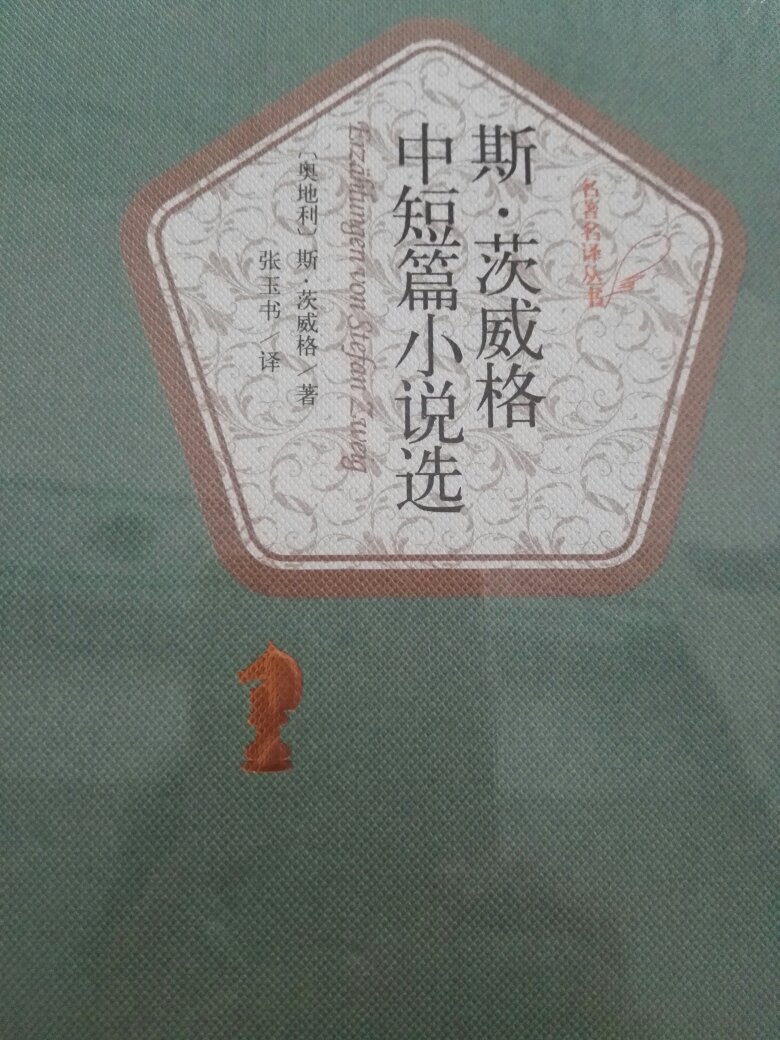 名著名译丛书
斯·茨威格
中短篇小说选
Erzählungen von Stefan Zweig
〔奥地利〕斯·茨威格／著
张玉书／译